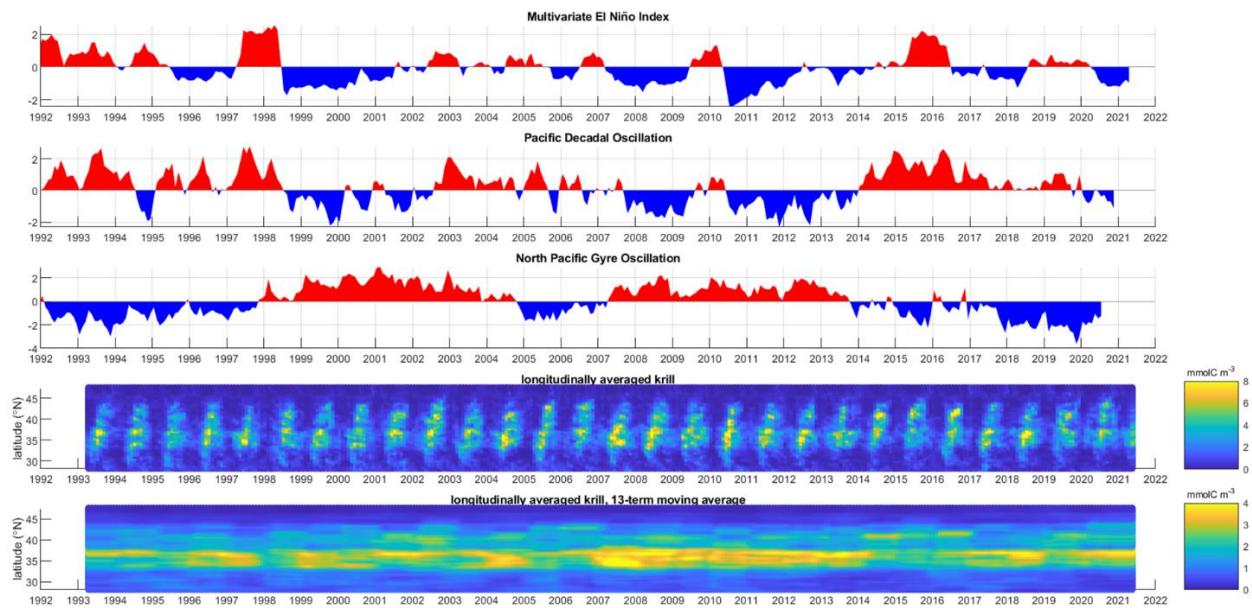 Multivariate El Niño Index
2
0
-2
1992 1993 1994 1995 1996 1997 1998 1999 2000 2001 2002 2003 2004 2005 2006 2007 2008 2009 2010 2011 2012 2013 2014 2015 2016 2017 2018 2019 2020 2021 2022
Pacific Decadal Oscillation
2
0
-2
1992 1993 1994 1995 1996 1997 1998 1999 2000 2001 2002 2003 2004 2005 2006 2007 2008 2009 2010 2011 2012 2013 2014 2015 2016 2017 2018 2019 2020 2021 2022
North Pacific Gyre Oscillation
2
0
-2
-4
1992 1993 1994 1995 1996 1997 1998 1999 2000 2001 2002 2003 2004 2005 2006 2007 2008 2009 2010 2011 2012 2013 2014 2015 2016 2017 2018 2019 2020 2021 2022
longitudinally averaged krill
latitude (°N)
45
40
35
30
1992 1993 1994 1995 1996 1997 1998 1999 2000 2001 2002 2003 2004 2005 2006 2007 2008 2009 2010 2011 2012 2013 2014 2015 2016 2017 2018 2019 2020 2021 2022
mmolC m⁻³
8
6
4
2
0
longitudinally averaged krill, 13-term moving average
latitude (°N)
45
40
35
30
1992 1993 1994 1995 1996 1997 1998 1999 2000 2001 2002 2003 2004 2005 2006 2007 2008 2009 2010 2011 2012 2013 2014 2015 2016 2017 2018 2019 2020 2021 2022
mmolC m⁻³
4
3
2
1
0